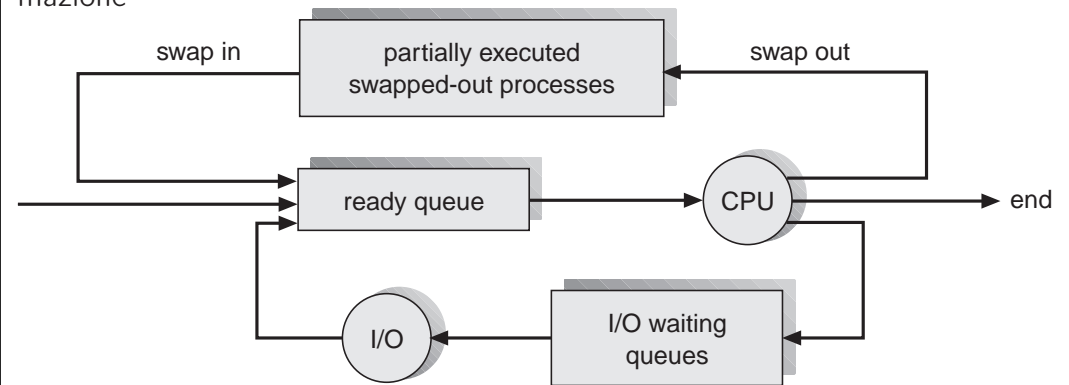 mazione
swap in
partially executed
swapped-out processes
swap out
ready queue
CPU
end
I/O
I/O waiting
queues